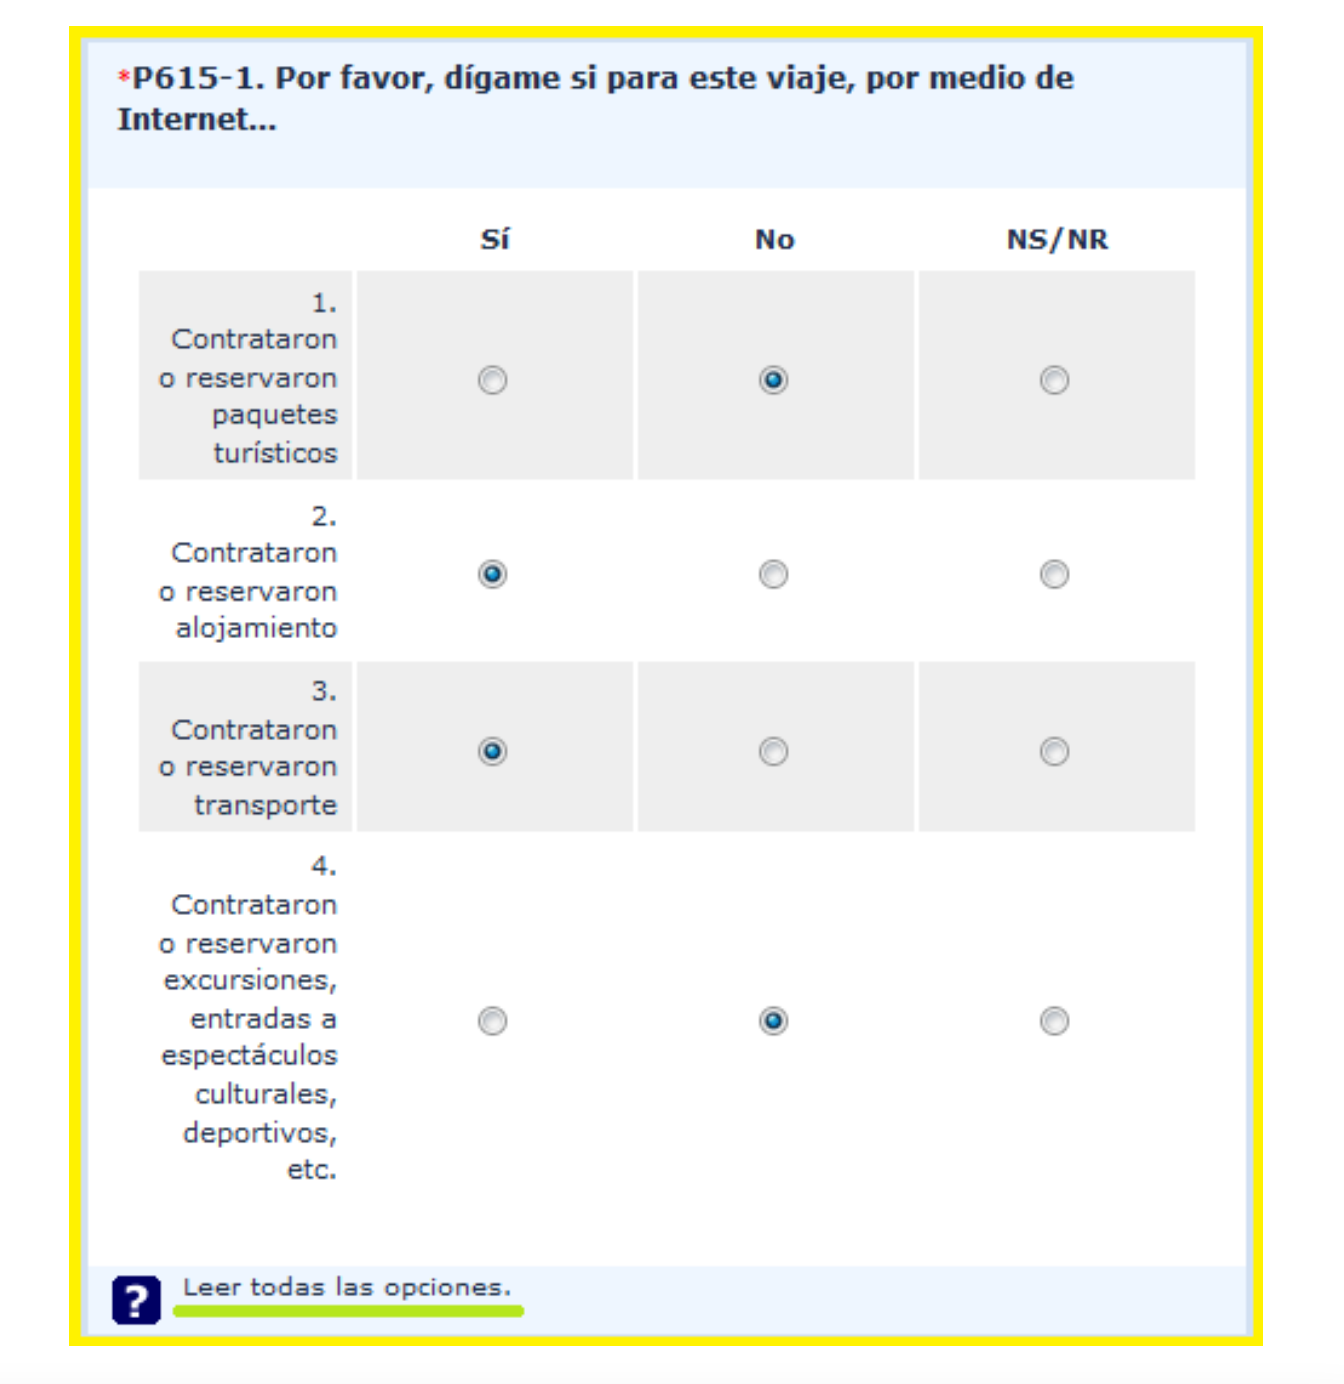 *P615-1. Por favor, dígame si para este viaje, por medio de
Internet...
Sí No NS/NR
1.
Contrataron
o reservaron
paquetes
turísticos
2.
Contrataron
o reservaron
alojamiento
3.
Contrataron
o reservaron
transporte
4.
Contrataron
o reservaron
excursiones,
entradas a
espectáculos
culturales,
deportivos,
etc.
? Leer todas las opciones.